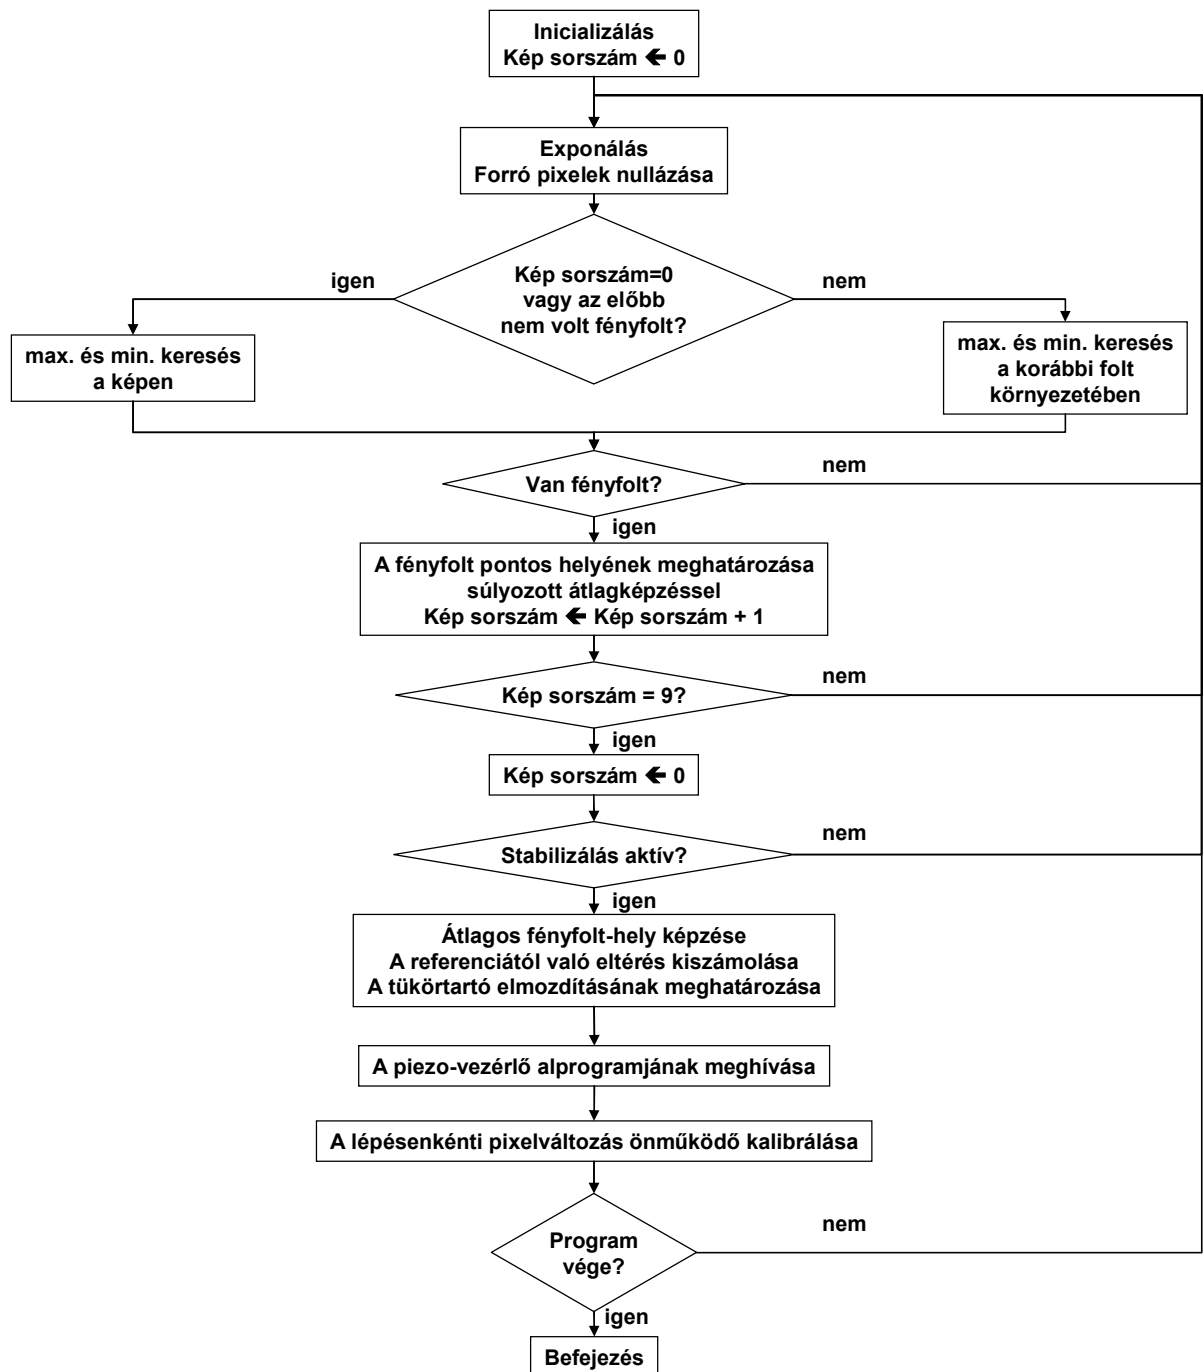 Inicializálás
Kép sorszám 🡸 0
Exponálás
Forró pixelek nullázása
igen
Kép sorszám=0
vagy az előbb
nem volt fényfolt?
nem
max. és min. keresés
a képen
max. és min. keresés
a korábbi folt
környezetében
Van fényfolt?
nem
igen
A fényfolt pontos helyének meghatározása
súlyozott átlagképzéssel
Kép sorszám 🡸 Kép sorszám + 1
Kép sorszám = 9?
nem
igen
Kép sorszám 🡸 0
Stabilizálás aktív?
nem
igen
Átlagos fényfolt-hely képzése
A referenciától való eltérés kiszámolása
A tükörtartó elmozdításának meghatározása
A piezo-vezérlő alprogramjának meghívása
A lépésenkénti pixelváltozás önműködő kalibrálása
Program
vége?
nem
igen
Befejezés